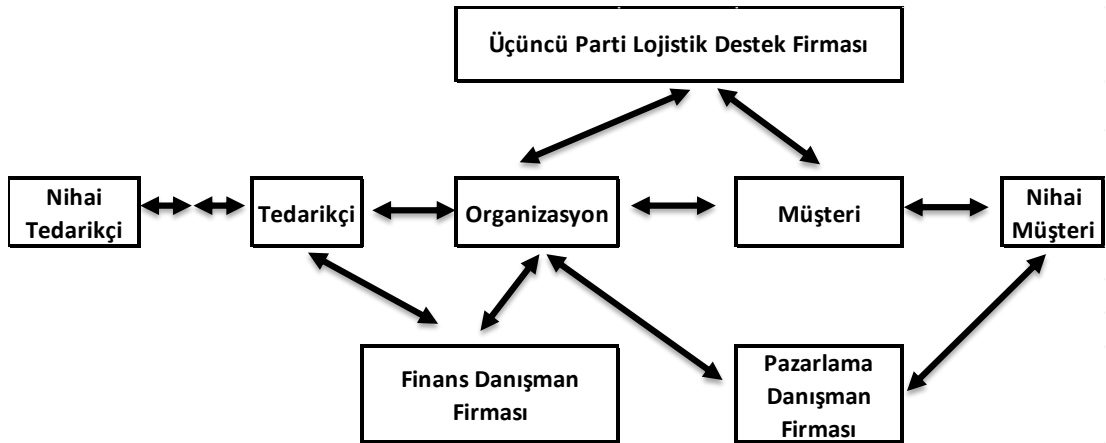 Üçüncü Parti Lojistik Destek Firması
Nihai
Tedarikçi
Tedarikçi
Organizasyon
Müşteri
Nihai
Müşteri
Finans Danışman
Firması
Pazarlama
Danışman
Firması